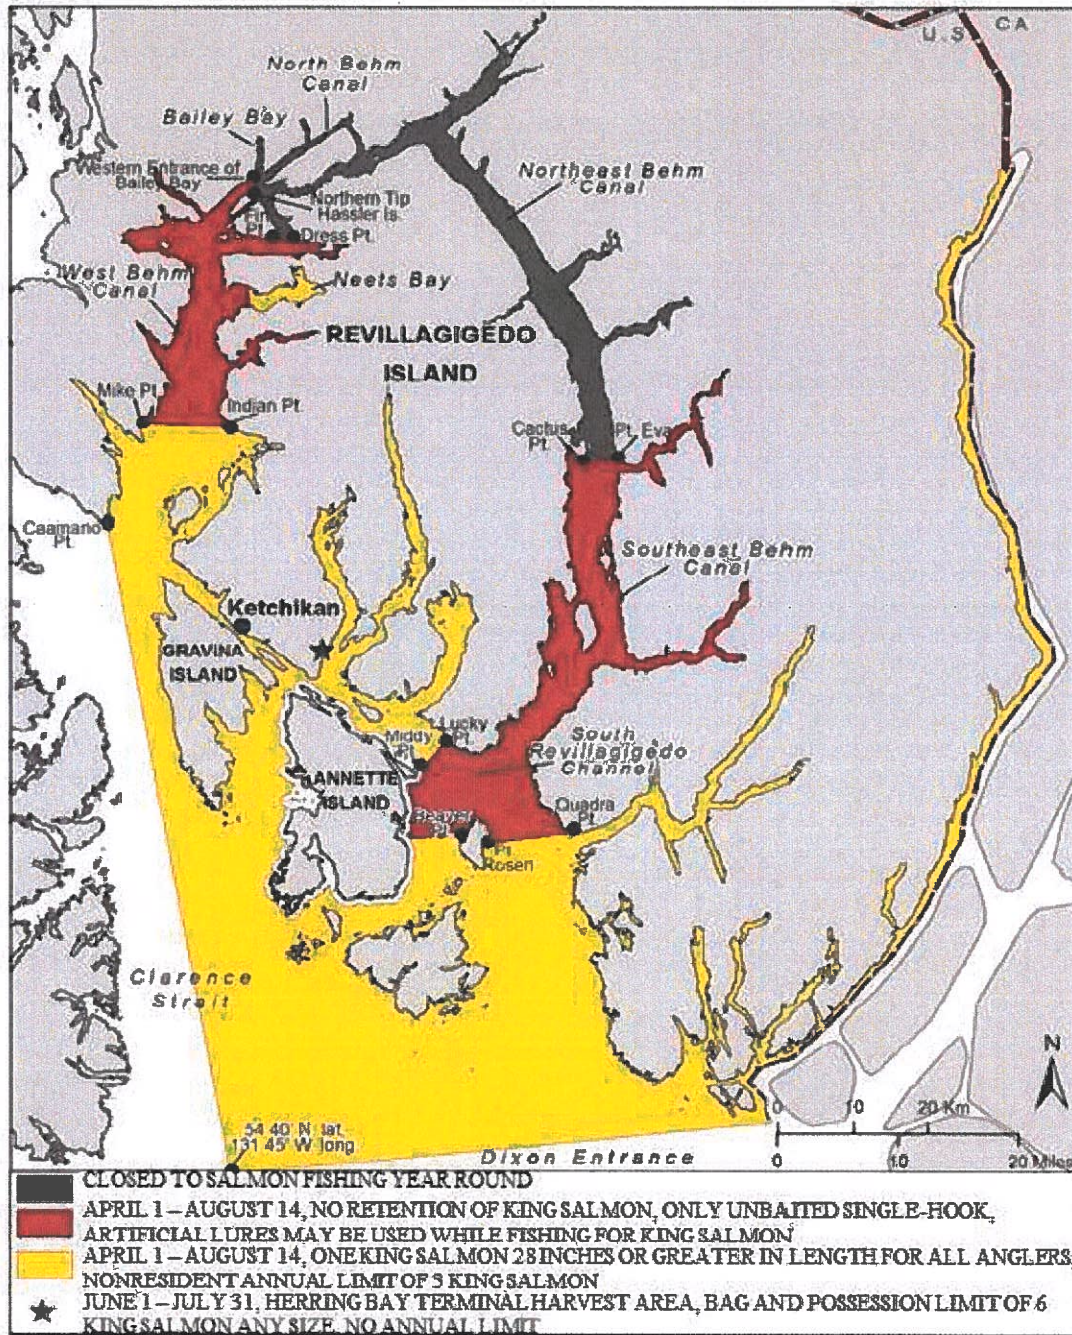 CA
U.S.
North Behm
Canal
Bailey Bay
Western Entrance of
Bailey Bay
Northeast Behm
Canal
Northern Tip
Hassler Is.
Fin
Pt.
Dress Pt.
West Behm
Canal
Neets Bay
REVILLAGIGEDO
ISLAND
Mike Pt.
Indian Pt.
Cactus
Pt.
Pt. Eva
Caamano
Pt.
Southeast Behm
Canal
Ketchikan
GRAVINA
ISLAND
Lucky
Pt.
Middy
Pt.
South
Revillagigedo
Channel
ANNETTE
ISLAND
Beaver
Pt.
Quadra
Pt.
Pt.
Rosen
Clarence
Strait
N
0 10 20 Km
54 40' N lat.
131 45' W long
Dixon Entrance
0 10 20 Miles
CLOSED TO SALMON FISHING YEAR ROUND
APRIL 1 – AUGUST 14, NO RETENTION OF KING SALMON, ONLY UNBAITED SINGLE-HOOK,
ARTIFICIAL LURES MAY BE USED WHILE FISHING FOR KING SALMON
APRIL 1 – AUGUST 14, ONE KING SALMON 28 INCHES OR GREATER IN LENGTH FOR ALL ANGLERS,
NONRESIDENT ANNUAL LIMIT OF 3 KING SALMON
JUNE 1 – JULY 31, HERRING BAY TERMINAL HARVEST AREA, BAG AND POSSESSION LIMIT OF 6
KING SALMON ANY SIZE, NO ANNUAL LIMIT